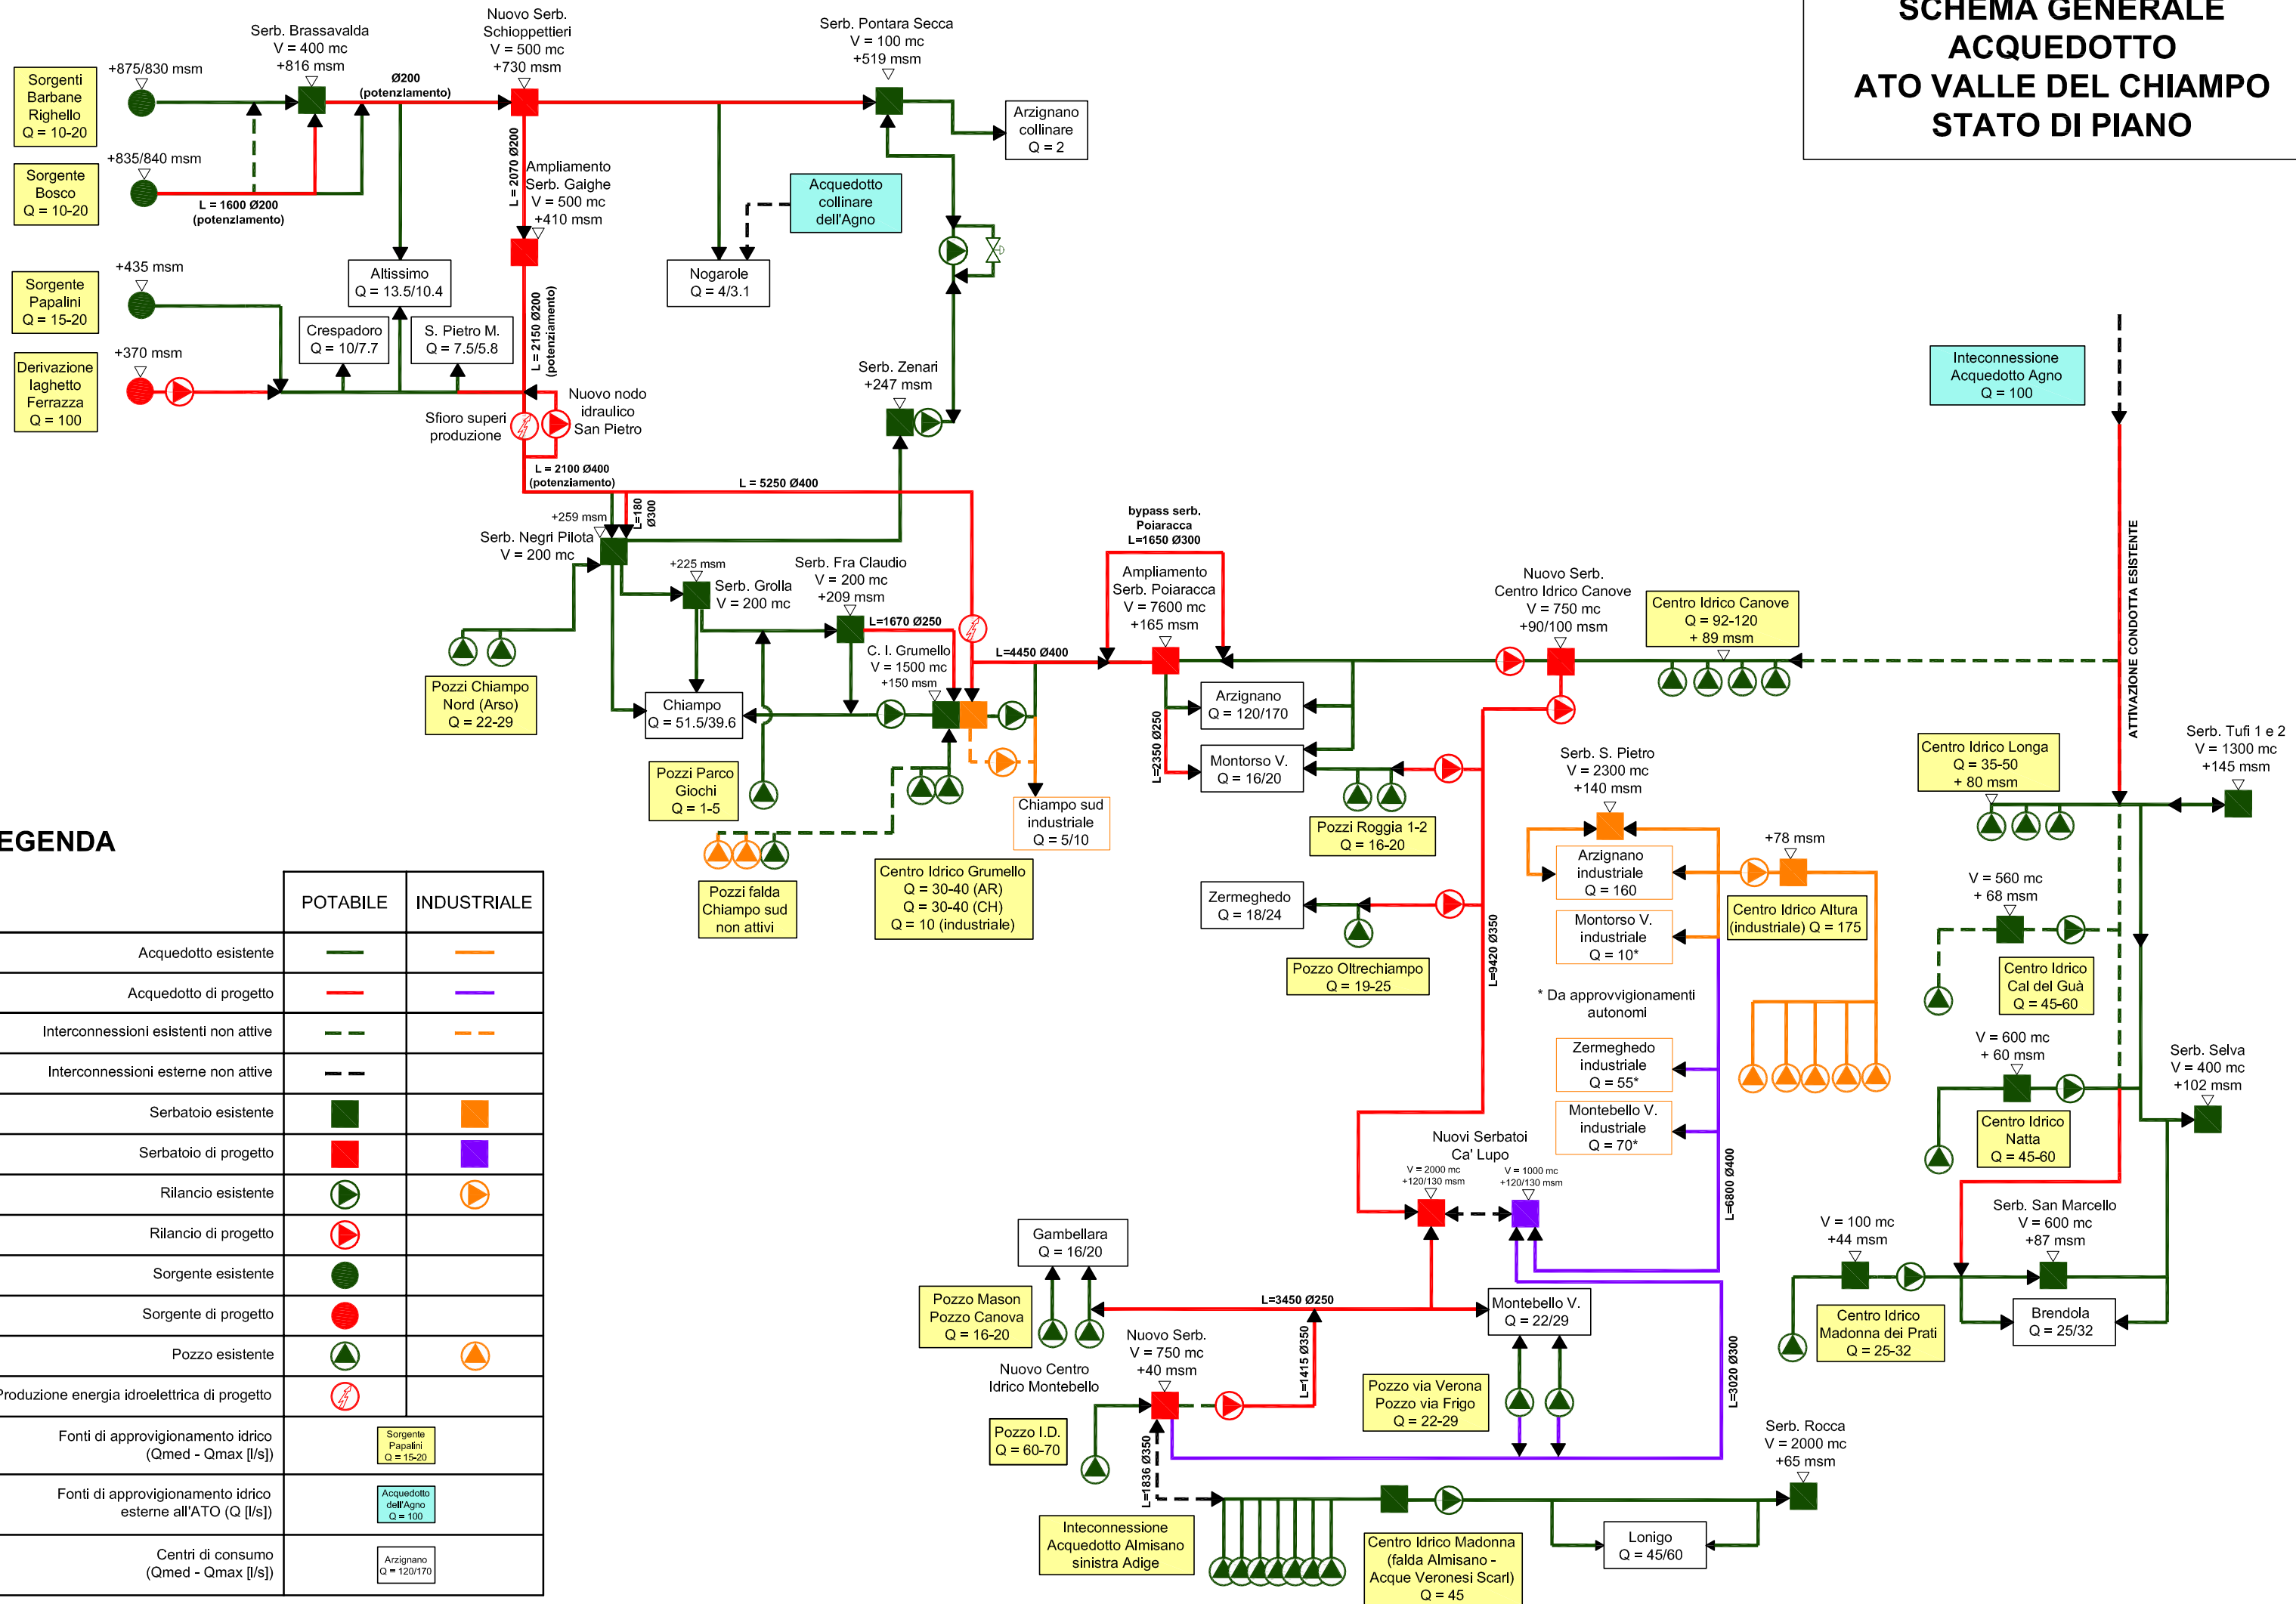 SCHEMA GENERALE
ACQUEDOTTO
ATO VALLE DEL CHIAMPO
STATO DI PIANO
Sorgenti
Barbane
Righello
Q = 10-20
+875/830 msm
Serb. Brassavalda
V = 400 mc
+816 msm
Ø200
(potenziamento)
Nuovo Serb.
Schioppettieri
V = 500 mc
+730 msm
Serb. Pontara Secca
V = 100 mc
+519 msm
Arzignano
collinare
Q = 2
Sorgente
Bosco
Q = 10-20
+835/840 msm
L = 1600 Ø200
(potenziamento)
L = 2070 Ø200
Ampliamento
Serb. Gaighe
V = 500 mc
+410 msm
Acquedotto
collinare
dell'Agno
Sorgente
Papalini
Q = 15-20
+435 msm
Altissimo
Q = 13.5/10.4
Nogarole
Q = 4/3.1
Crespadoro
Q = 10/7.7
S. Pietro M.
Q = 7.5/5.8
L = 2150 Ø200
(potenziamento)
Derivazione
laghetto
Ferrazza
Q = 100
+370 msm
Sfioro superi
produzione
Nuovo nodo
idraulico
San Pietro
Serb. Zenari
+247 msm
L = 2100 Ø400
(potenziamento)
L = 5250 Ø400
L=180
Ø300
+259 msm
Serb. Negri Pilota
V = 200 mc
+225 msm
Serb. Grolla
V = 200 mc
Serb. Fra Claudio
V = 200 mc
+209 msm
L=1670 Ø250
C. I. Grumello
V = 1500 mc
+150 msm
Pozzi Chiampo
Nord (Arso)
Q = 22-29
Chiampo
Q = 51.5/39.6
Pozzi Parco
Giochi
Q = 1-5
Pozzi falda
Chiampo sud
non attivi
Centro Idrico Grumello
Q = 30-40 (AR)
Q = 30-40 (CH)
Q = 10 (industriale)
Chiampo sud
industriale
Q = 5/10
L=4450 Ø400
bypass serb.
Poiaracca
L=1650 Ø300
Ampliamento
Serb. Poiaracca
V = 7600 mc
+165 msm
Arzignano
Q = 120/170
L=2350 Ø250
Montorso V.
Q = 16/20
Pozzi Roggia 1-2
Q = 16-20
Zermeghedo
Q = 18/24
Pozzo Oltrechiampo
Q = 19-25
Nuovo Serb.
Centro Idrico Canove
V = 750 mc
+90/100 msm
Centro Idrico Canove
Q = 92-120
+ 89 msm
Inteconnessione
Acquedotto Agno
Q = 100
ATTIVAZIONE CONDOTTA ESISTENTE
L=9420 Ø350
Serb. S. Pietro
V = 2300 mc
+140 msm
Arzignano
industriale
Q = 160
Montorso V.
industriale
Q = 10*
* Da approvvigionamenti
autonomi
Zermeghedo
industriale
Q = 55*
Montebello V.
industriale
Q = 70*
+78 msm
Centro Idrico Altura
(industriale) Q = 175
L=6800 Ø400
Centro Idrico Longa
Q = 35-50
+ 80 msm
Serb. Tufi 1 e 2
V = 1300 mc
+145 msm
V = 560 mc
+ 68 msm
Centro Idrico
Cal del Guà
Q = 45-60
V = 600 mc
+ 60 msm
Centro Idrico
Natta
Q = 45-60
Serb. Selva
V = 400 mc
+102 msm
Nuovi Serbatoi
Ca' Lupo
V = 2000 mc
+120/130 msm
V = 1000 mc
+120/130 msm
V = 100 mc
+44 msm
Centro Idrico
Madonna dei Prati
Q = 25-32
Serb. San Marcello
V = 600 mc
+87 msm
Brendola
Q = 25/32
Gambellara
Q = 16/20
Pozzo Mason
Pozzo Canova
Q = 16-20
L=3450 Ø250
Montebello V.
Q = 22/29
Nuovo Serb.
V = 750 mc
+40 msm
Nuovo Centro
Idrico Montebello
L=1415 Ø350
Pozzo I.D.
Q = 60-70
Pozzo via Verona
Pozzo via Frigo
Q = 22-29
L=3020 Ø300
L=1836 Ø350
Inteconnessione
Acquedotto Almisano
sinistra Adige
Centro Idrico Madonna
(falda Almisano -
Acque Veronesi Scarl)
Q = 45
Lonigo
Q = 45/60
Serb. Rocca
V = 2000 mc
+65 msm
EGENDA
POTABILE
INDUSTRIALE
Acquedotto esistente
Acquedotto di progetto
Interconnessioni esistenti non attive
Interconnessioni esterne non attive
Serbatoio esistente
Serbatoio di progetto
Rilancio esistente
Rilancio di progetto
Sorgente esistente
Sorgente di progetto
Pozzo esistente
Produzione energia idroelettrica di progetto
Fonti di approvigionamento idrico
(Qmed - Qmax [l/s])
Sorgente
Papalini
Q = 15-20
Fonti di approvigionamento idrico
esterne all'ATO (Q [l/s])
Acquedotto
dell'Agno
Q = 100
Centri di consumo
(Qmed - Qmax [l/s])
Arzignano
Q = 120/170